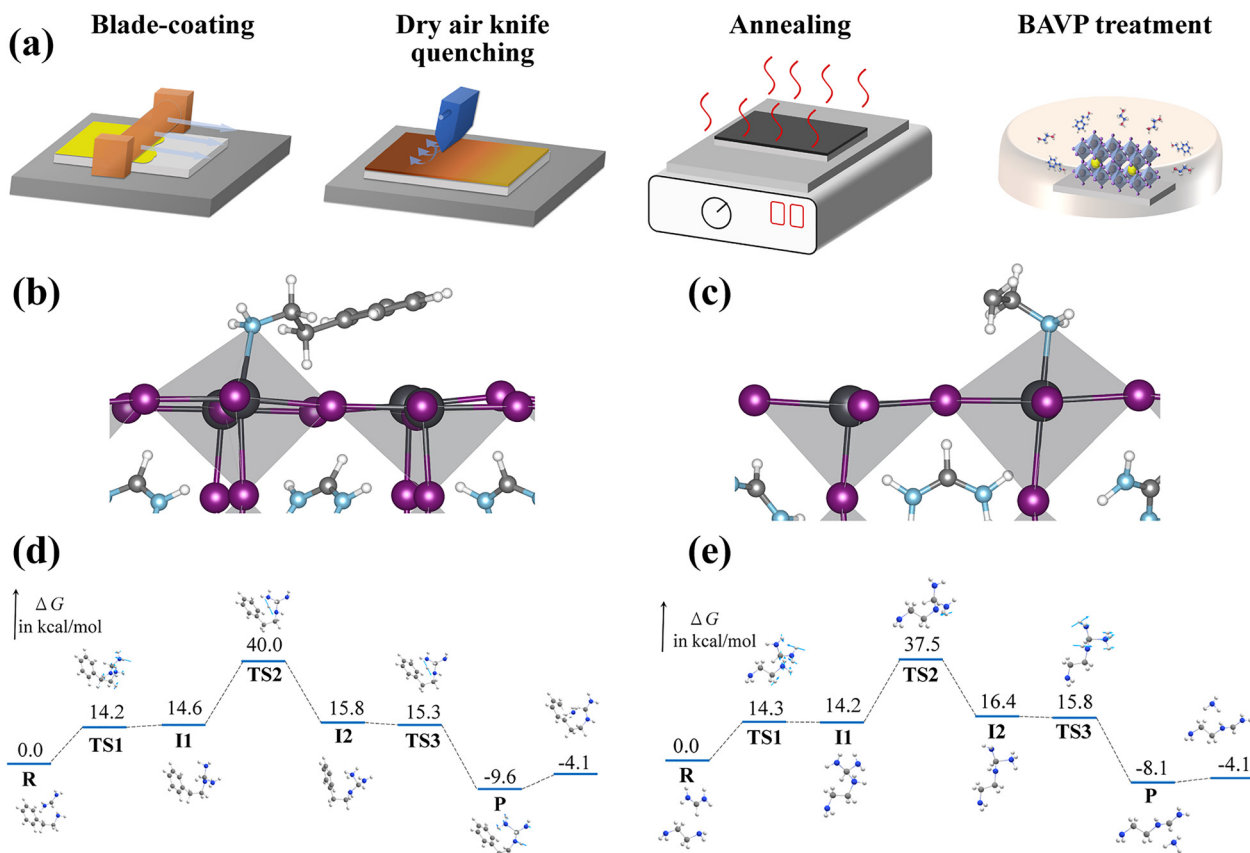 (a)
Blade-coating
Dry air knife
quenching
Annealing
BAVP treatment
(b)
(c)
(d)
Δ G
in kcal/mol
0.0
R
14.2
TS1
14.6
I1
40.0
TS2
15.8
I2
15.3
TS3
-9.6
P
-4.1
(e)
Δ G
in kcal/mol
0.0
R
14.3
TS1
14.2
I1
37.5
TS2
16.4
I2
15.8
TS3
-8.1
P
-4.1